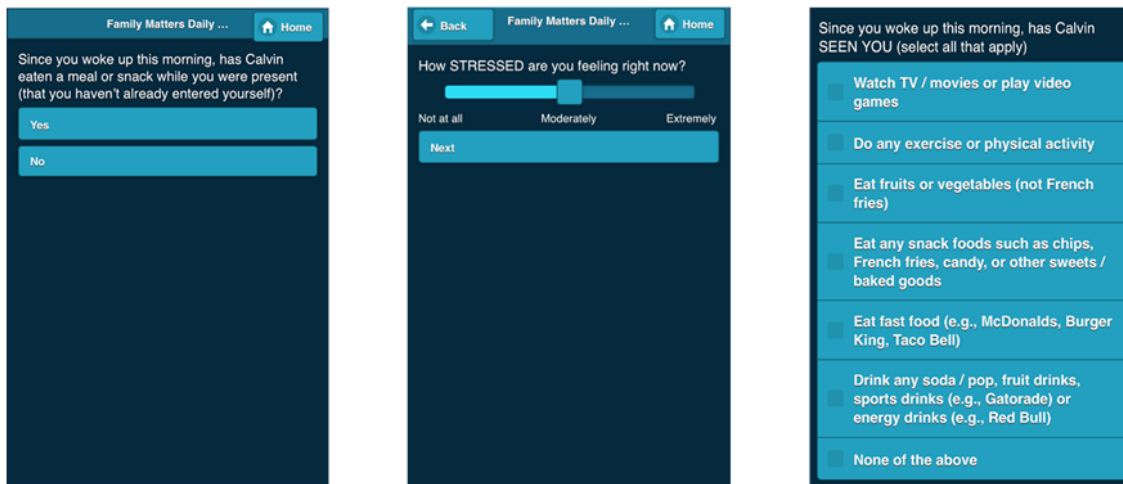 Family Matters Daily ...
Home
Since you woke up this morning, has Calvin
eaten a meal or snack while you were present
(that you haven't already entered yourself)?
Yes
No
Back
Family Matters Daily ...
Home
How STRESSED are you feeling right now?
Not at all Moderately Extremely
Next
Since you woke up this morning, has Calvin
SEEN YOU (select all that apply)
Watch TV / movies or play video
games
Do any exercise or physical activity
Eat fruits or vegetables (not French
fries)
Eat any snack foods such as chips,
French fries, candy, or other sweets /
baked goods
Eat fast food (e.g., McDonalds, Burger
King, Taco Bell)
Drink any soda / pop, fruit drinks,
sports drinks (e.g., Gatorade) or
energy drinks (e.g., Red Bull)
None of the above